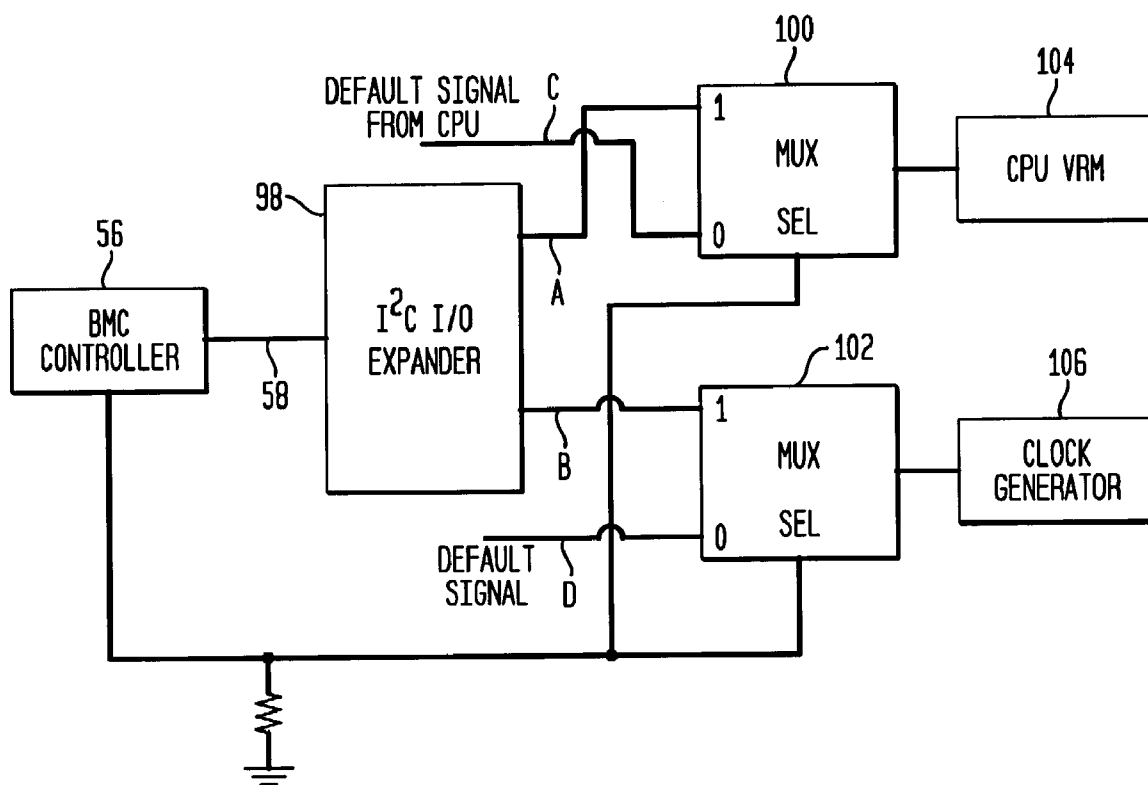 100
104
DEFAULT SIGNAL C
FROM CPU
1
MUX
CPU VRM
98
SEL
0
56
A
I²C I/O
EXPANDER
BMC
CONTROLLER
58
102
106
1
B
MUX
CLOCK
GENERATOR
SEL
0
DEFAULT
SIGNAL D